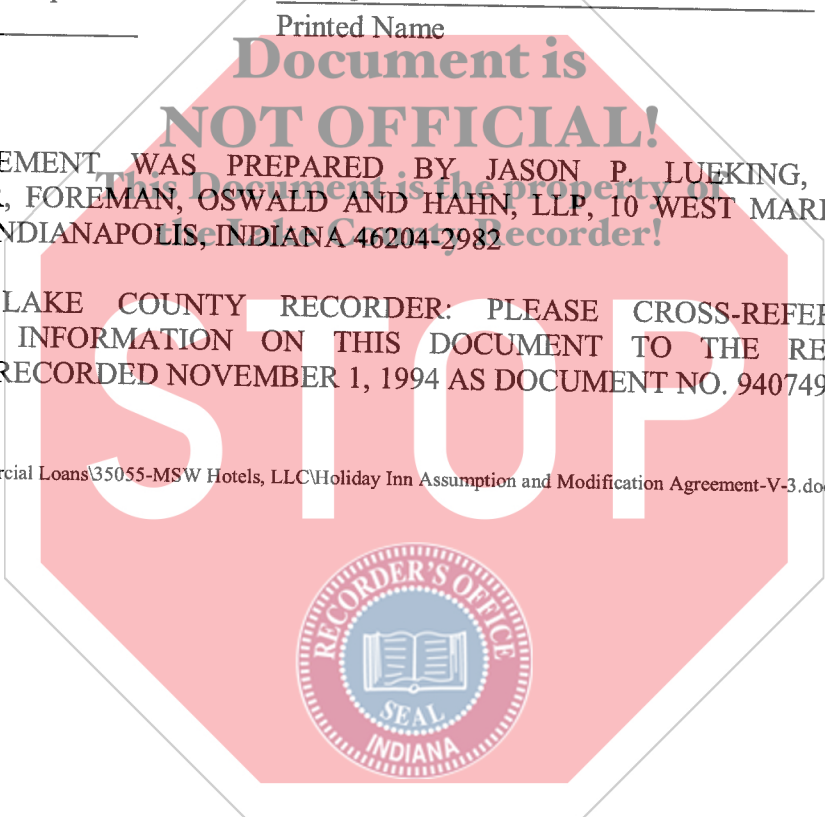 Printed Name
Document is
NOT OFFICIAL!
EMENT WAS PREPARED BY JASON P. LUEKING,
This Document is the property of
, FOREMAN, OSWALD AND HAHN, LLP, 10 WEST MAR
the Lake County Recorder!
NDIANAPOLIS, INDIANA 46204-2982
LAKE COUNTY RECORDER: PLEASE CROSS-REFE
INFORMATION ON THIS DOCUMENT TO THE RE
RECORDED NOVEMBER 1, 1994 AS DOCUMENT NO. 940749
STOP
rcial Loans\35055-MSW Hotels, LLC\Holiday Inn Assumption and Modification Agreement-V-3.do
RECORDER'S OFFICE
SEAL
INDIANA